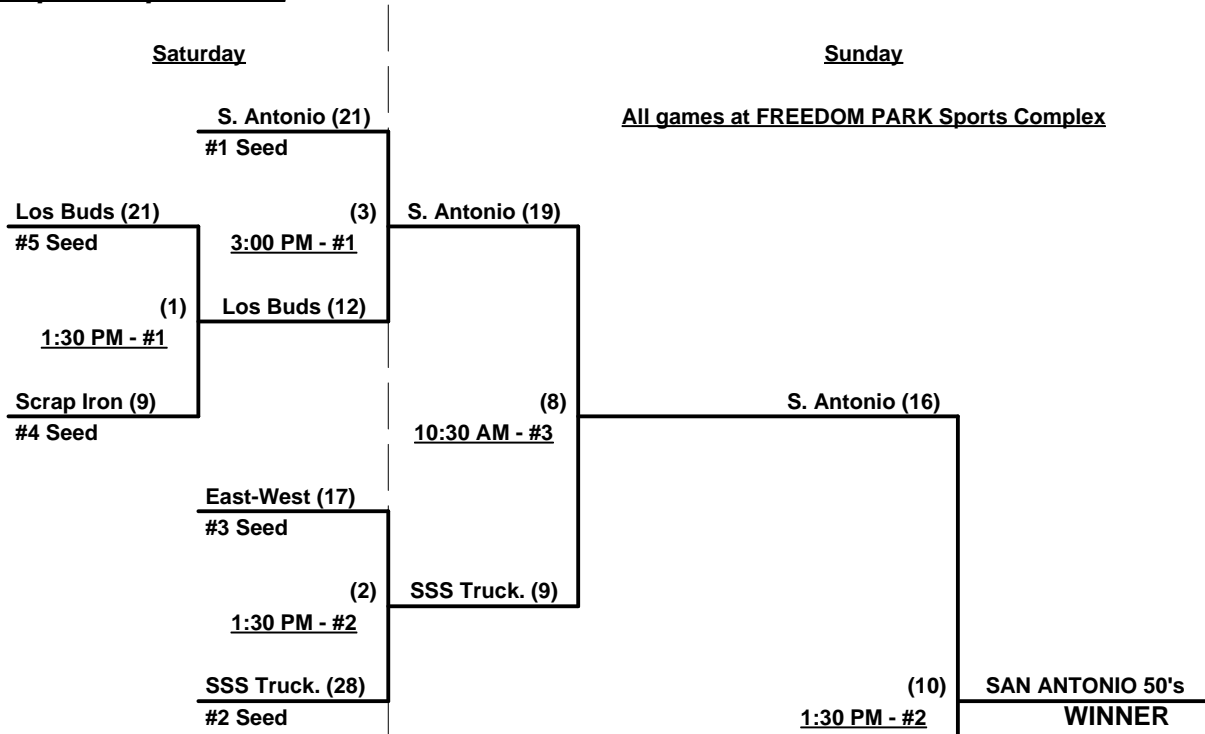 Saturday
Sunday
S. Antonio (21)
All games at FREEDOM PARK Sports Complex
#1 Seed
Los Buds (21)
(3)
S. Antonio (19)
#5 Seed
3:00 PM - #1
(1)
Los Buds (12)
1:30 PM - #1
Scrap Iron (9)
(8)
S. Antonio (16)
#4 Seed
10:30 AM - #3
East-West (17)
#3 Seed
(2)
SSS Truck. (9)
1:30 PM - #2
SSS Truck. (28)
(10)
SAN ANTONIO 50's
#2 Seed
1:30 PM - #2
WINNER